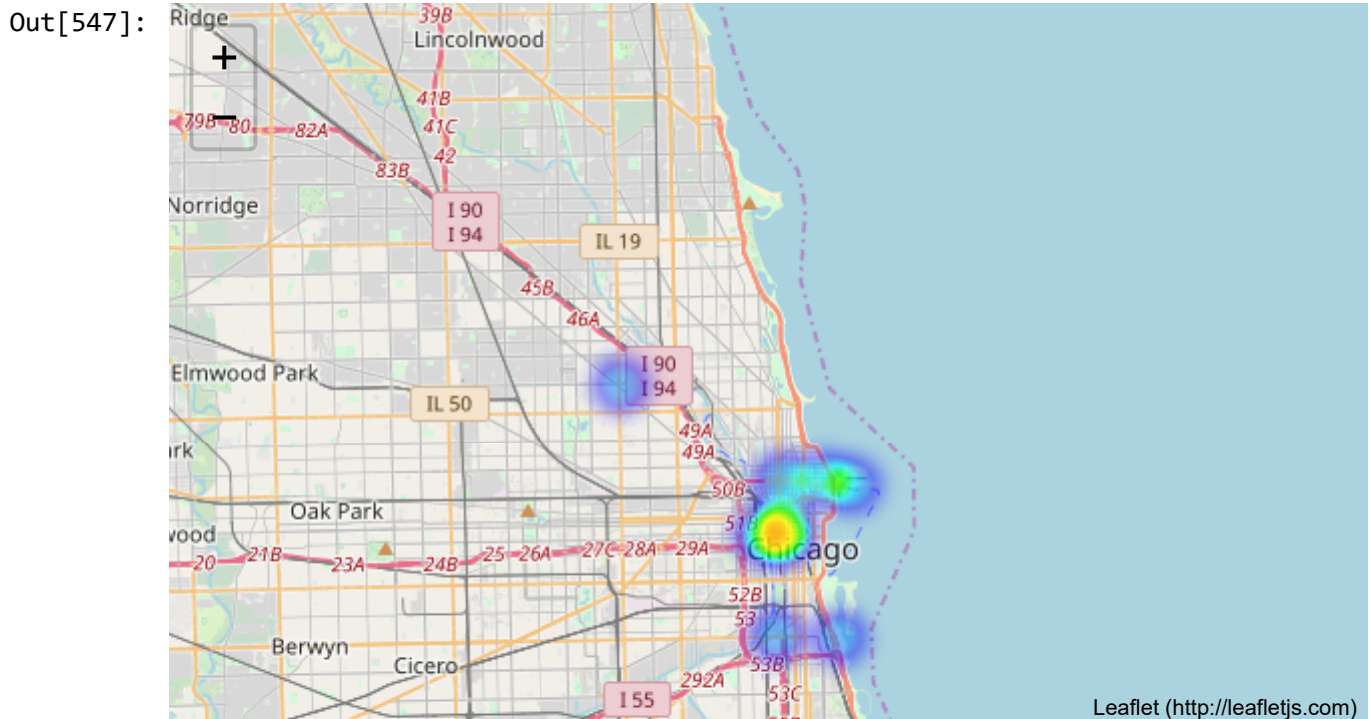 Out[547]:
Ridge
39B
Lincolnwood
+
41B
79B
80
82A
41C
−
42
83B
Norridge
I 90
I 94
IL 19
45B
46A
Elmwood Park
I 90
I 94
IL 50
49A
49A
ark
50B
Oak Park
51B
wood
Chicago
20
21B
23A
24B
25
26A
27C
28A
29A
52B
53
Berwyn
Cicero
53B
292A
53C
I 55
Leaflet (http://leafletjs.com)